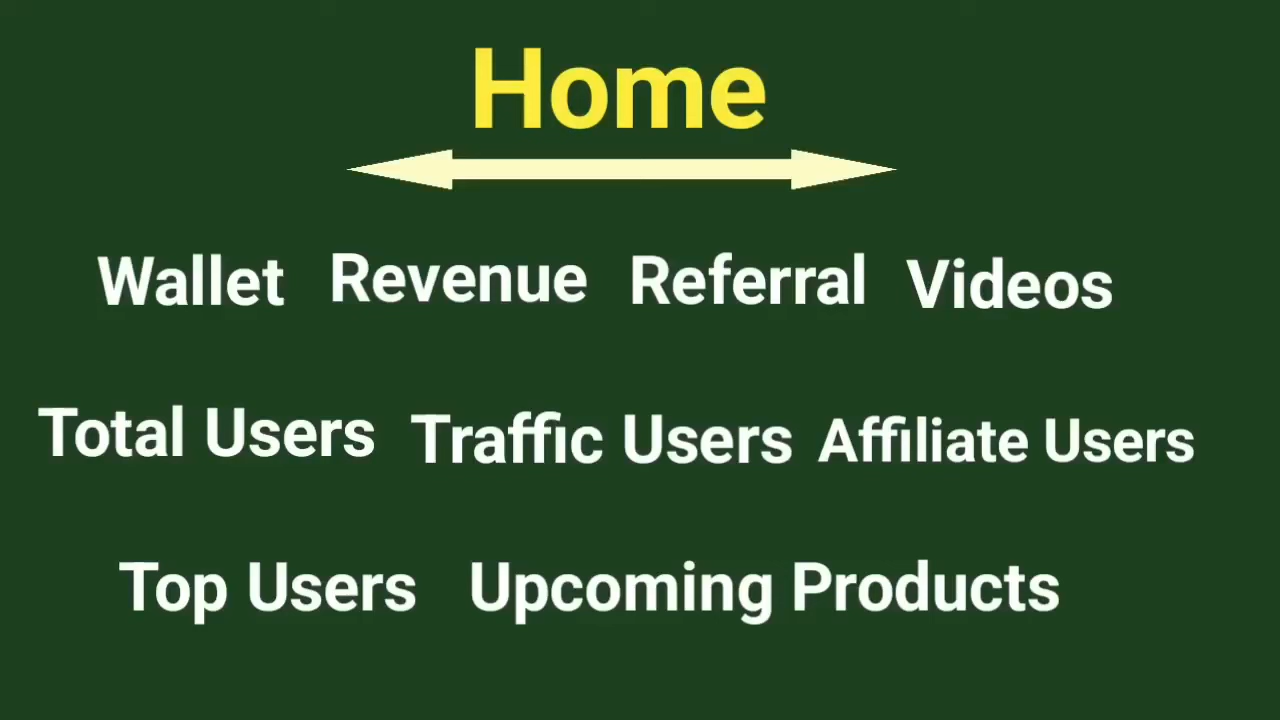 Home
Wallet Revenue Referral Videos
Total Users Traffic Users Affiliate Users
Top Users Upcoming Products